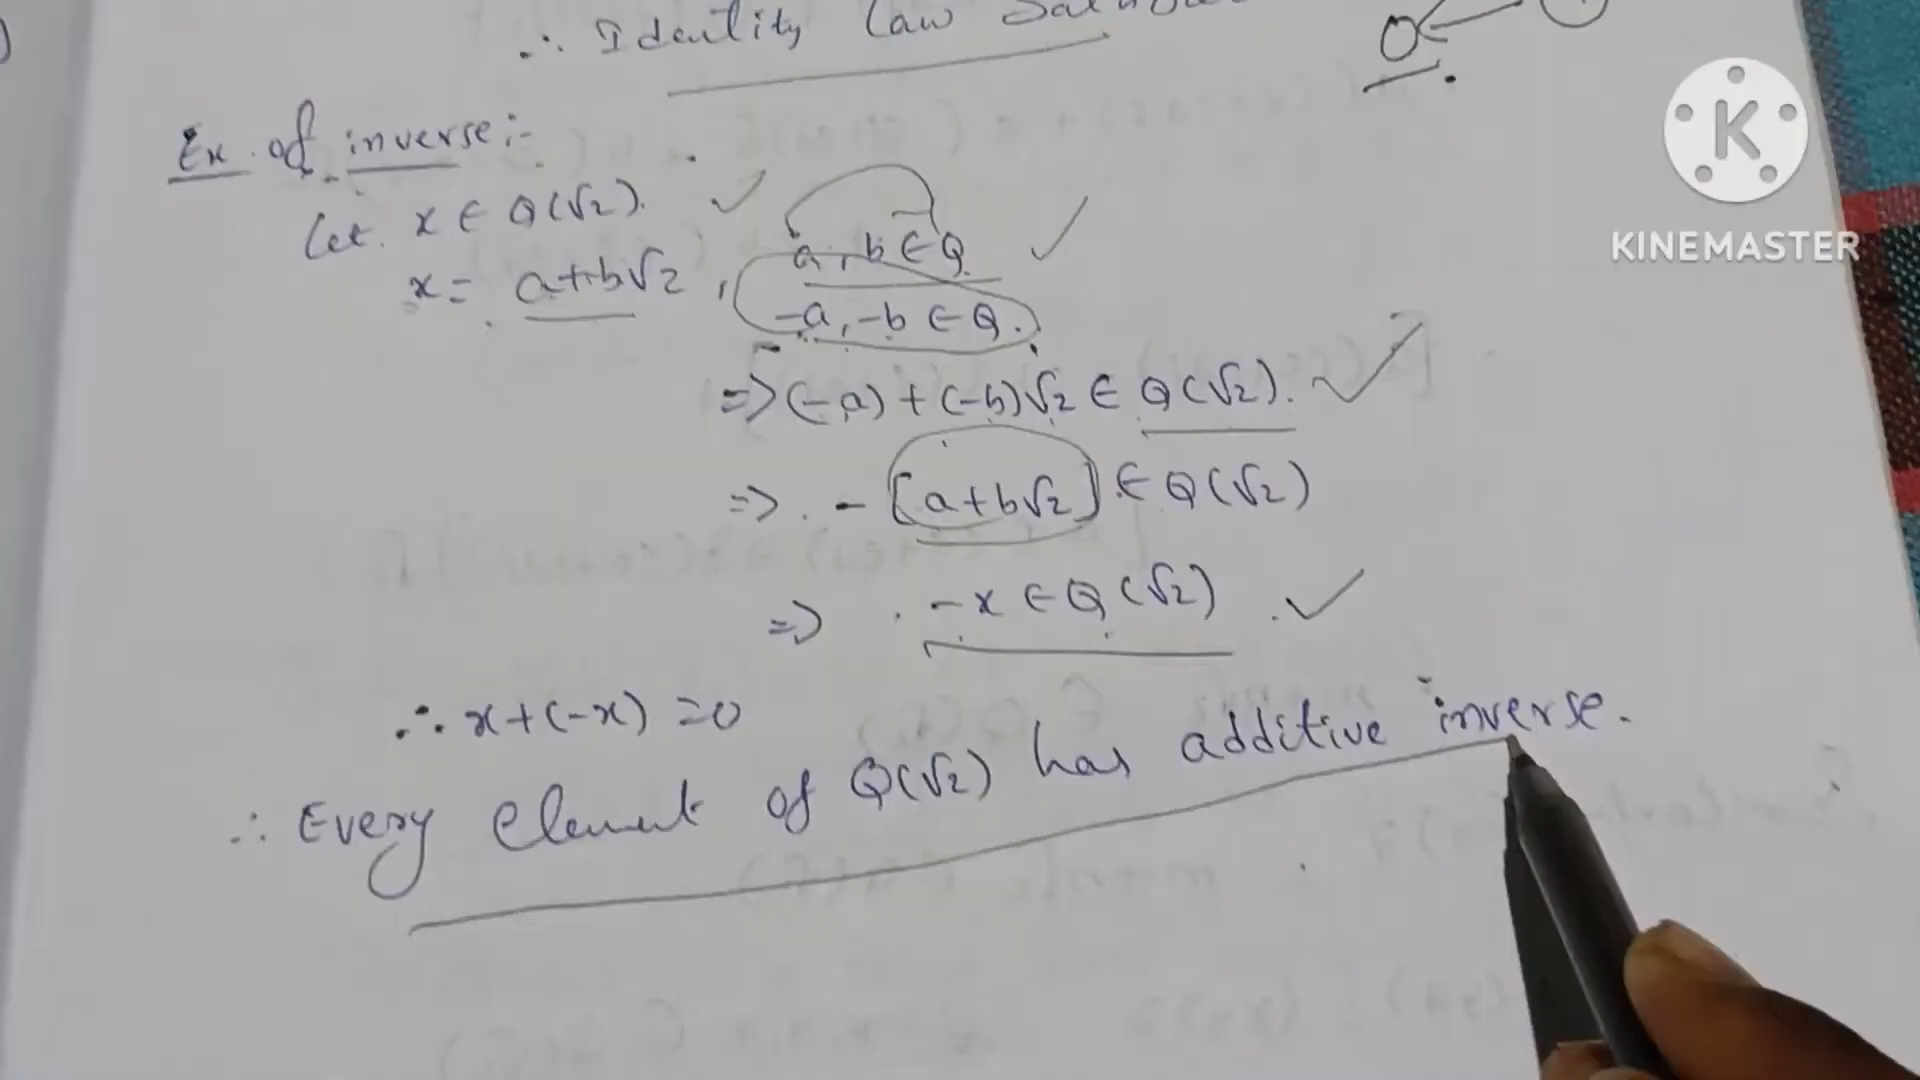 ∴ Identity Law
Ex. of inverse:-
Let. x ∈ Q(√2).
x = a+b√2 , a, b ∈ Q
-a, -b ∈ Q.
=> (-a) + (-b)√2 ∈ Q(√2).
=> - [a+b√2] ∈ Q(√2)
=> -x ∈ Q(√2)
∴ x+(-x) = 0
∴ Every element of Q(√2) has additive inverse.
K
KINEMASTER